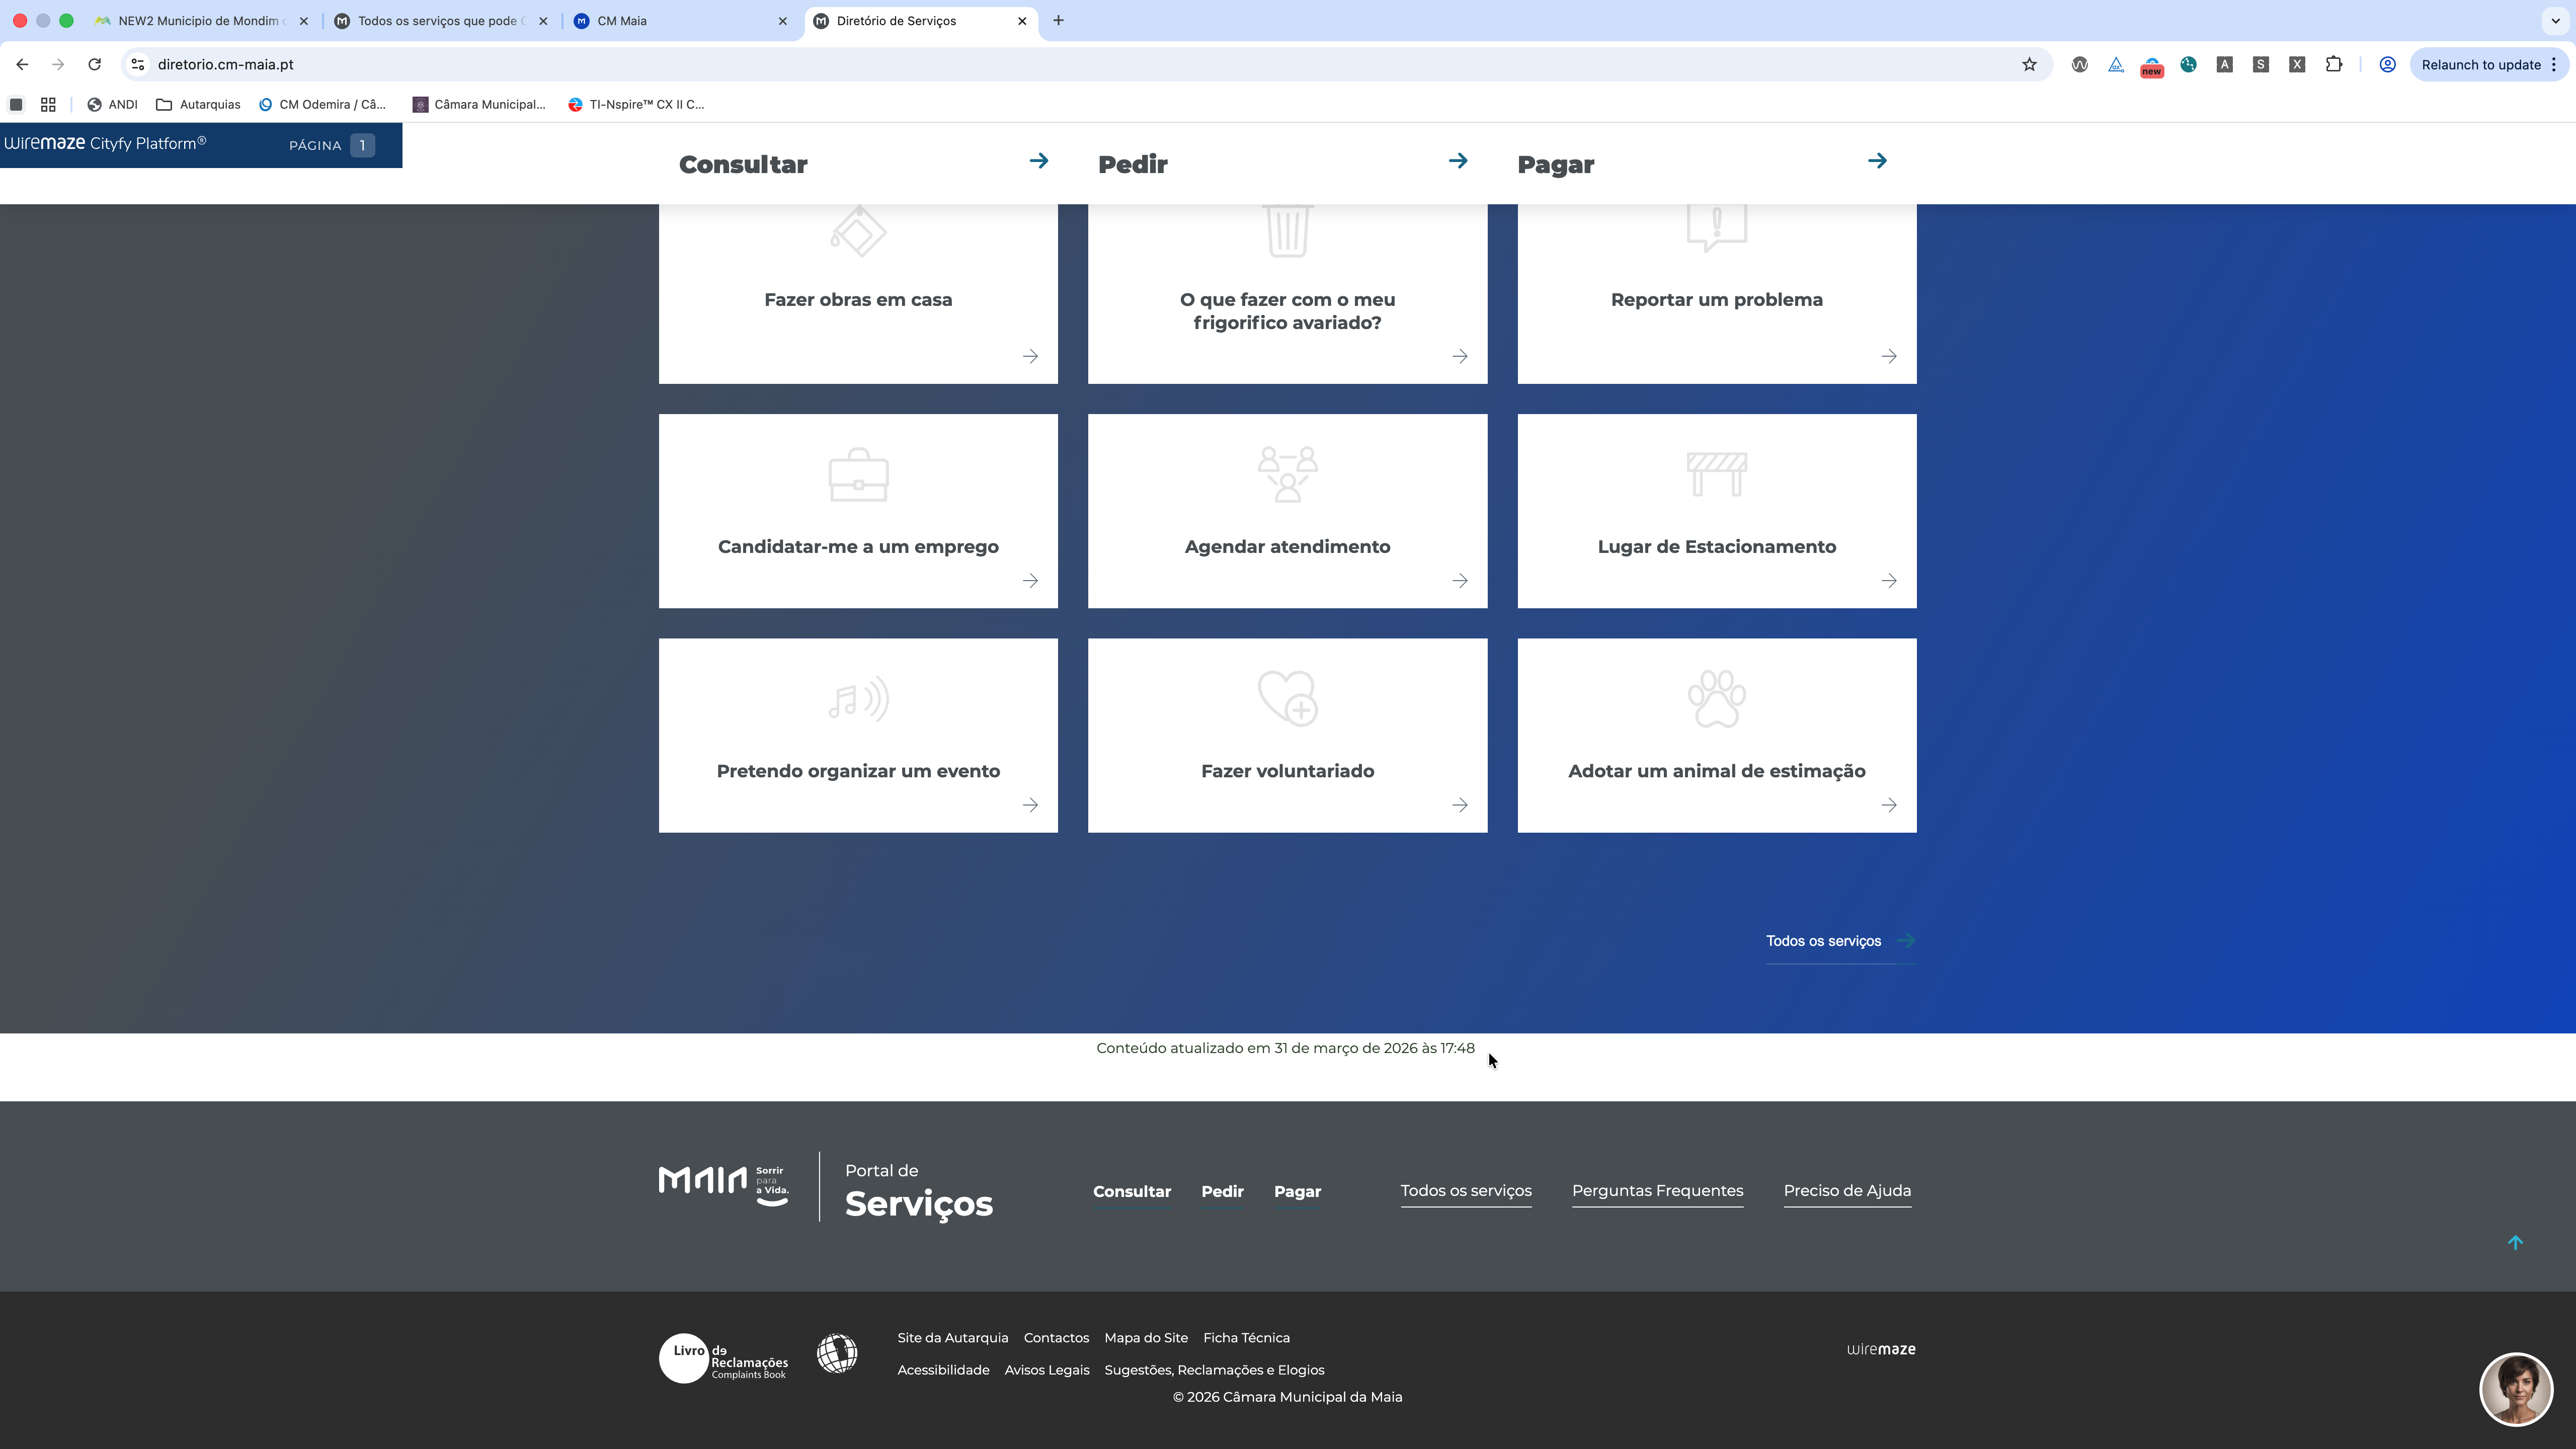 NEW2 Municipio de Mondim
Todos os serviços que pode
CM Maia
Diretório de Serviços
diretorio.cm-maia.pt
new
A
S
X
Relaunch to update
ANDI
Autarquias
CM Odemira / Câ...
Câmara Municipal...
TI-Nspire™ CX II C...
wiremaze Cityfy Platform®
PÁGINA 1
Consultar
Pedir
Pagar
Fazer obras em casa
O que fazer com o meu
frigorifico avariado?
Reportar um problema
Candidatar-me a um emprego
Agendar atendimento
Lugar de Estacionamento
Pretendo organizar um evento
Fazer voluntariado
Adotar um animal de estimação
Todos os serviços
Conteúdo atualizado em 31 de março de 2026 às 17:48
MAIA
Sorrir
para
a Vida.
Portal de
Serviços
Consultar
Pedir
Pagar
Todos os serviços
Perguntas Frequentes
Preciso de Ajuda
Livro de
Reclamações
Complaints Book
Site da Autarquia
Contactos
Mapa do Site
Ficha Técnica
Acessibilidade
Avisos Legais
Sugestões, Reclamações e Elogios
© 2026 Câmara Municipal da Maia
wiremaze